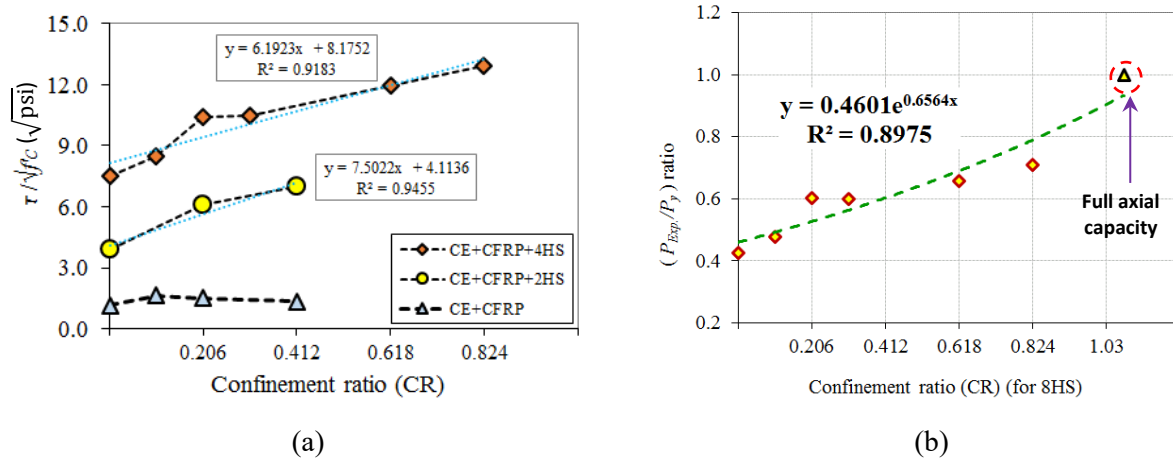 15.0
12.0
9.0
6.0
3.0
0.0
τ /√f'C (√psi)
y = 6.1923x + 8.1752
R² = 0.9183
y = 7.5022x + 4.1136
R² = 0.9455
CE+CFRP+4HS
CE+CFRP+2HS
CE+CFRP
0.206 0.412 0.618 0.824
Confinement ratio (CR)
(a)
1.2
1.0
0.8
0.6
0.4
0.2
( P_Exp./P_y ) ratio
y = 0.4601e^0.6564x
R² = 0.8975
Full axial
capacity
0.206 0.412 0.618 0.824 1.03
Confinement ratio (CR) (for 8HS)
(b)